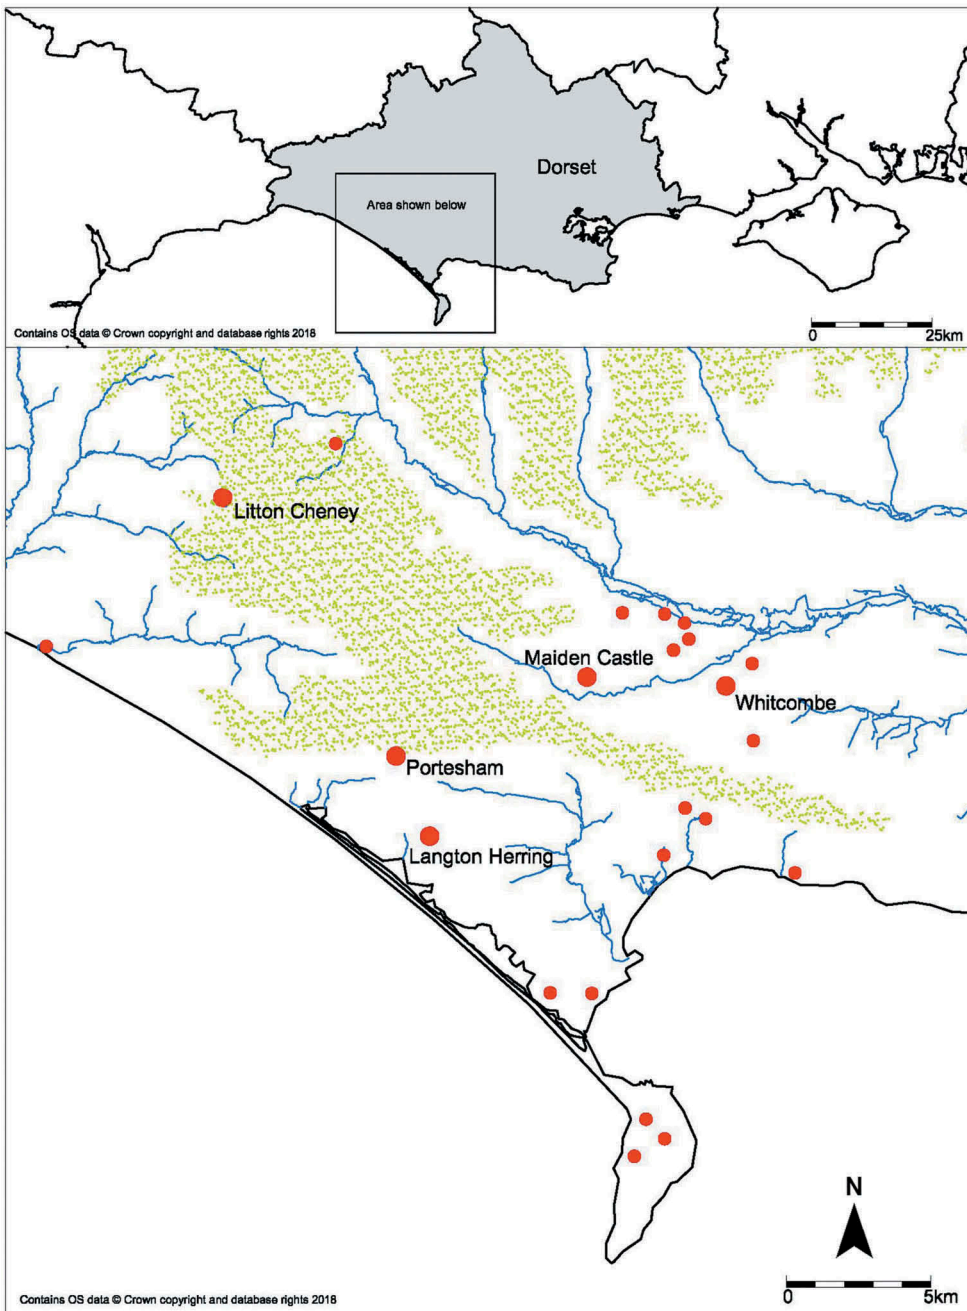 Dorset
Area shown below
Contains OS data © Crown copyright and database rights 2018
0 25km
Litton Cheney
Maiden Castle
Whitcombe
Portesham
Langton Herring
N
0 5km
Contains OS data © Crown copyright and database rights 2018